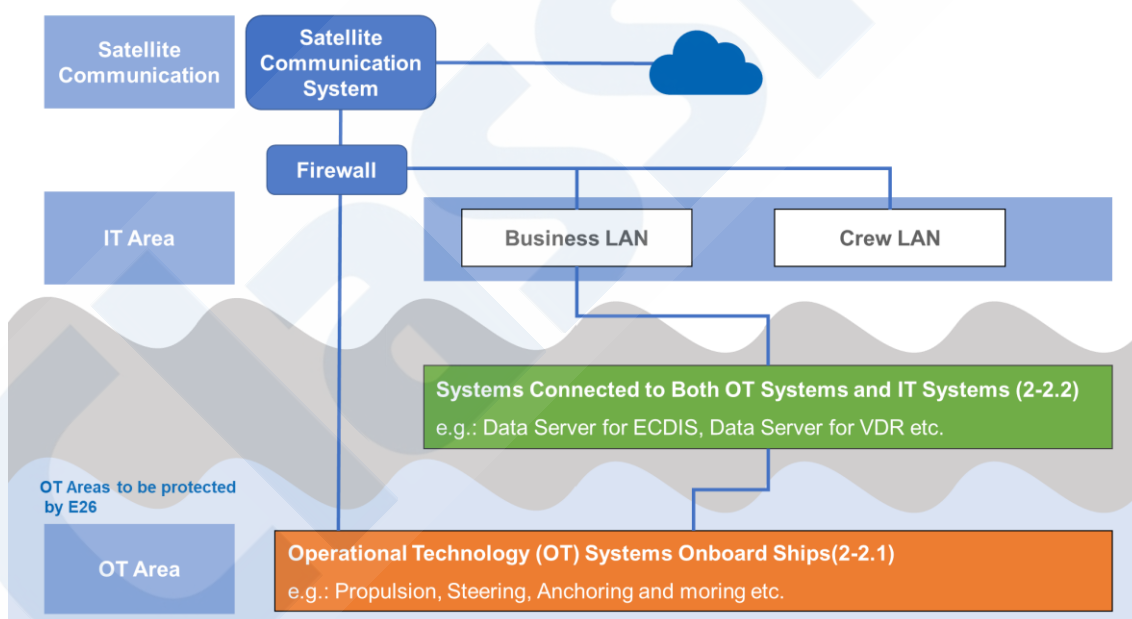 Satellite
Communication
Satellite
Communication
System
Firewall
IT Area
Business LAN
Crew LAN
Systems Connected to Both OT Systems and IT Systems (2-2.2)
e.g.: Data Server for ECDIS, Data Server for VDR etc.
OT Areas to be protected
by E26
OT Area
Operational Technology (OT) Systems Onboard Ships(2-2.1)
e.g.: Propulsion, Steering, Anchoring and moring etc.